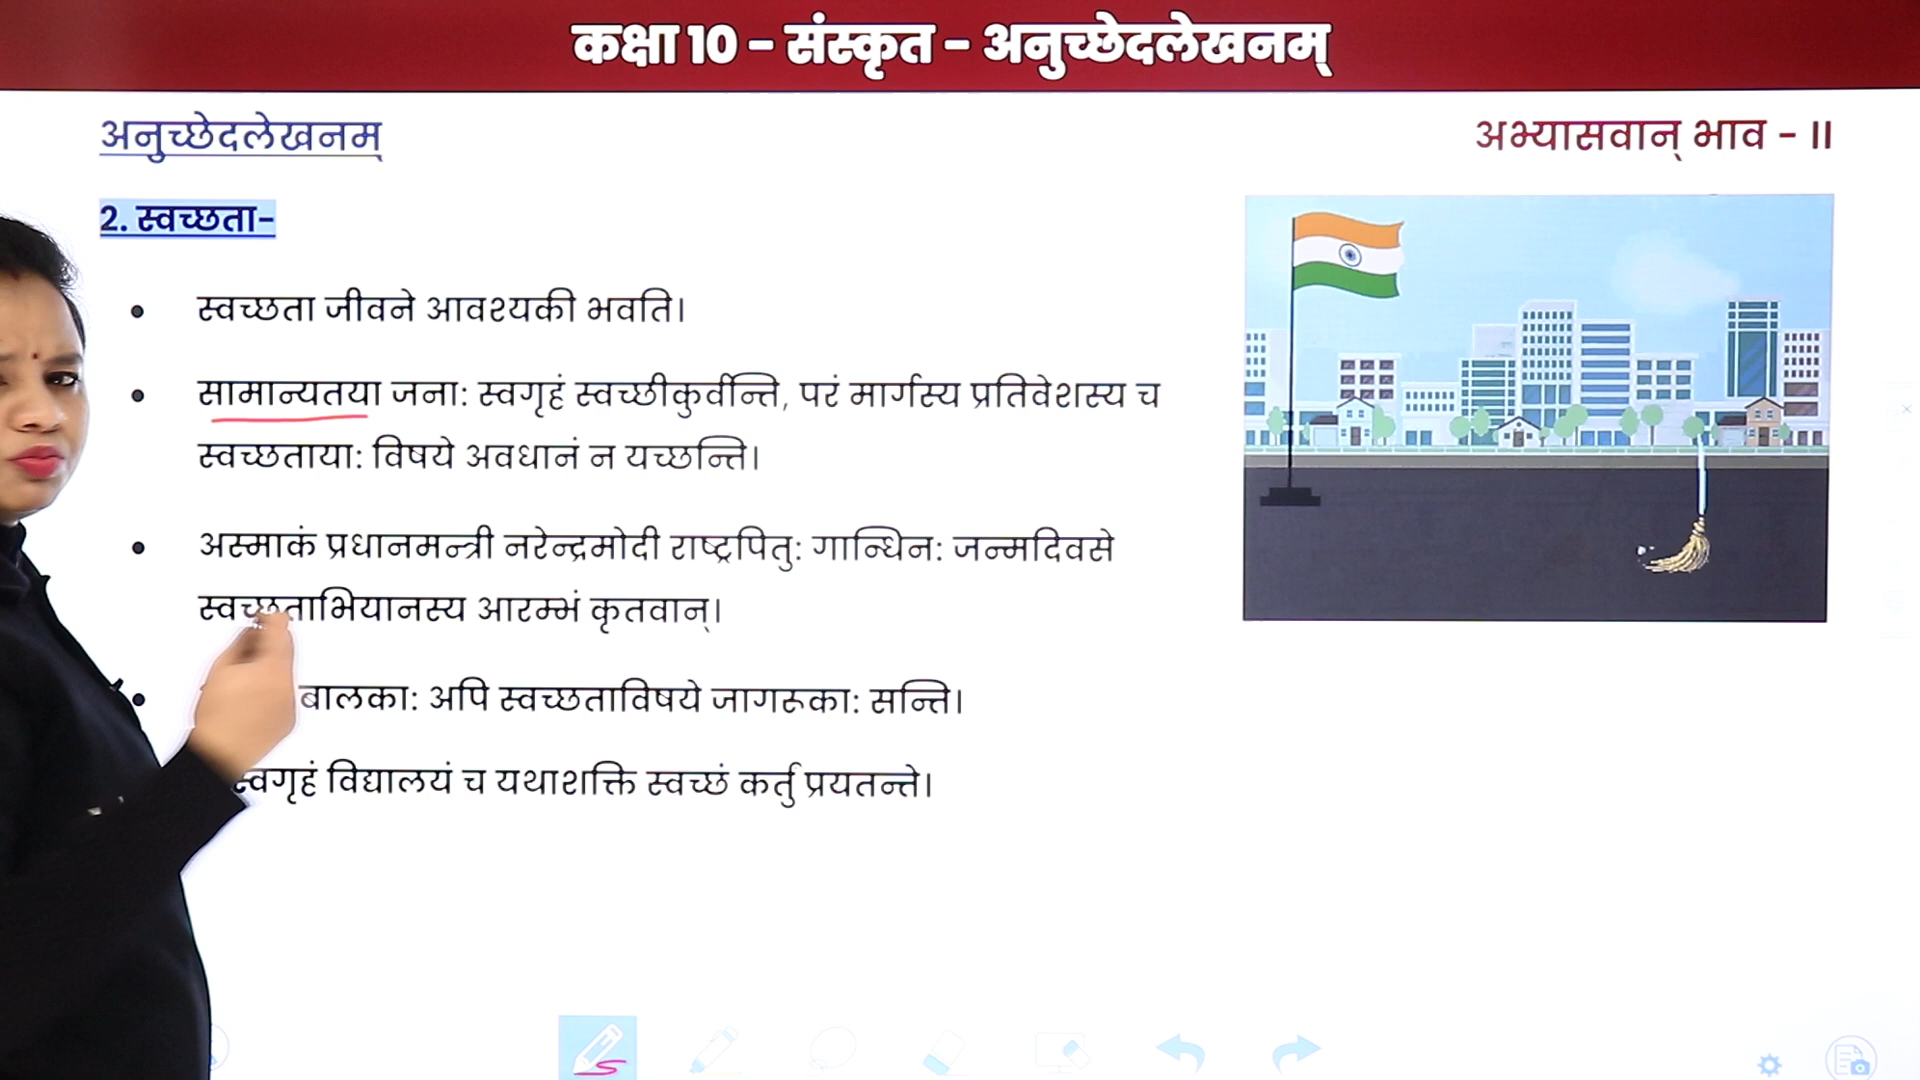 कक्षा 10 - संस्कृत - अनुच्छेदलेखनम्
अनुच्छेदलेखनम्
अभ्यासवान् भाव - II
2. स्वच्छता-
• स्वच्छता जीवने आवश्यकी भवति।
• सामान्यतया जनाः स्वगृहं स्वच्छीकुर्वन्ति, परं मार्गस्य प्रतिवेशस्य च
स्वच्छतायाः विषये अवधानं न यच्छन्ति।
• अस्माकं प्रधानमन्त्री नरेन्द्रमोदी राष्ट्रपितुः गान्धिनः जन्मदिवसे
स्वच्छताभियानस्य आरम्भं कृतवान्।
• बालकाः अपि स्वच्छताविषये जागरूकाः सन्ति।
स्वगृहं विद्यालयं च यथाशक्ति स्वच्छं कर्तु प्रयतन्ते।